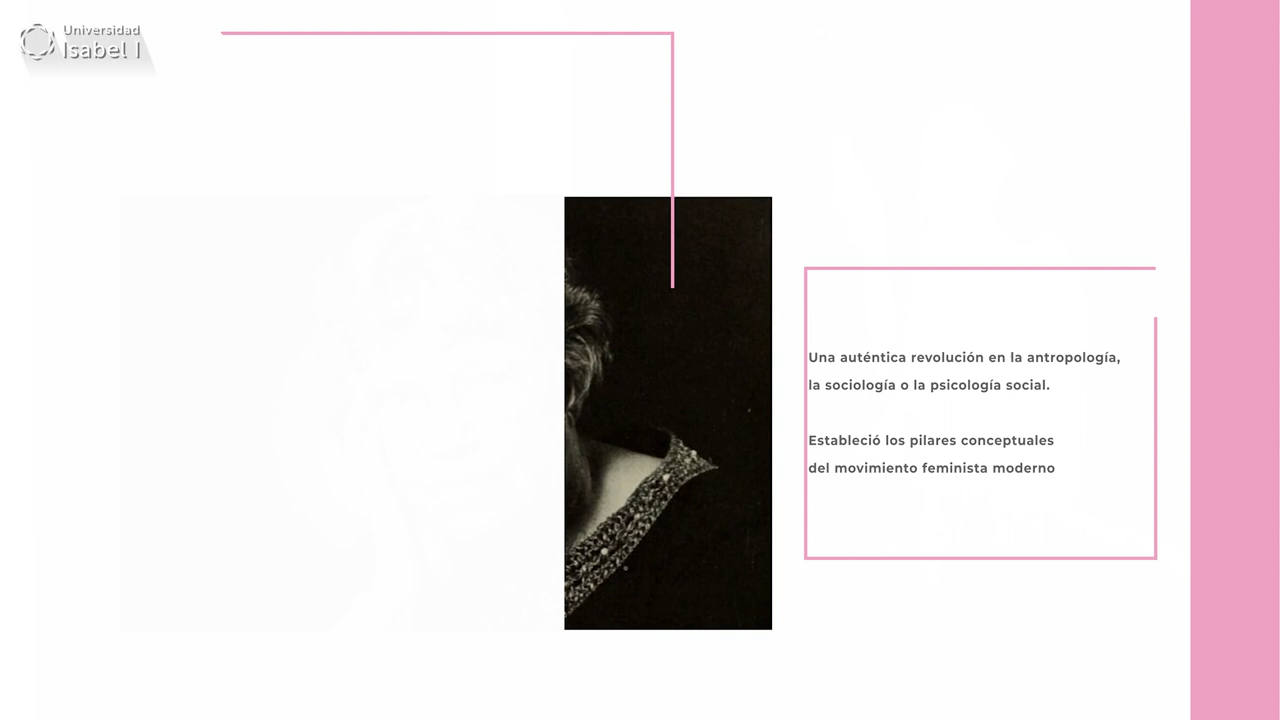 Universidad
Isabel I
Una auténtica revolución en la antropología,
la sociología o la psicología social.
Estableció los pilares conceptuales
del movimiento feminista moderno